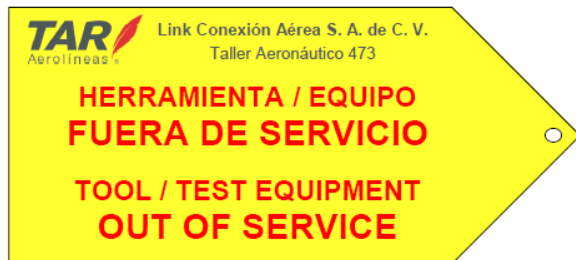 TAR
Aerolíneas
Link Conexión Aérea S. A. de C. V.
Taller Aeronáutico 473
HERRAMIENTA / EQUIPO
FUERA DE SERVICIO
TOOL / TEST EQUIPMENT
OUT OF SERVICE